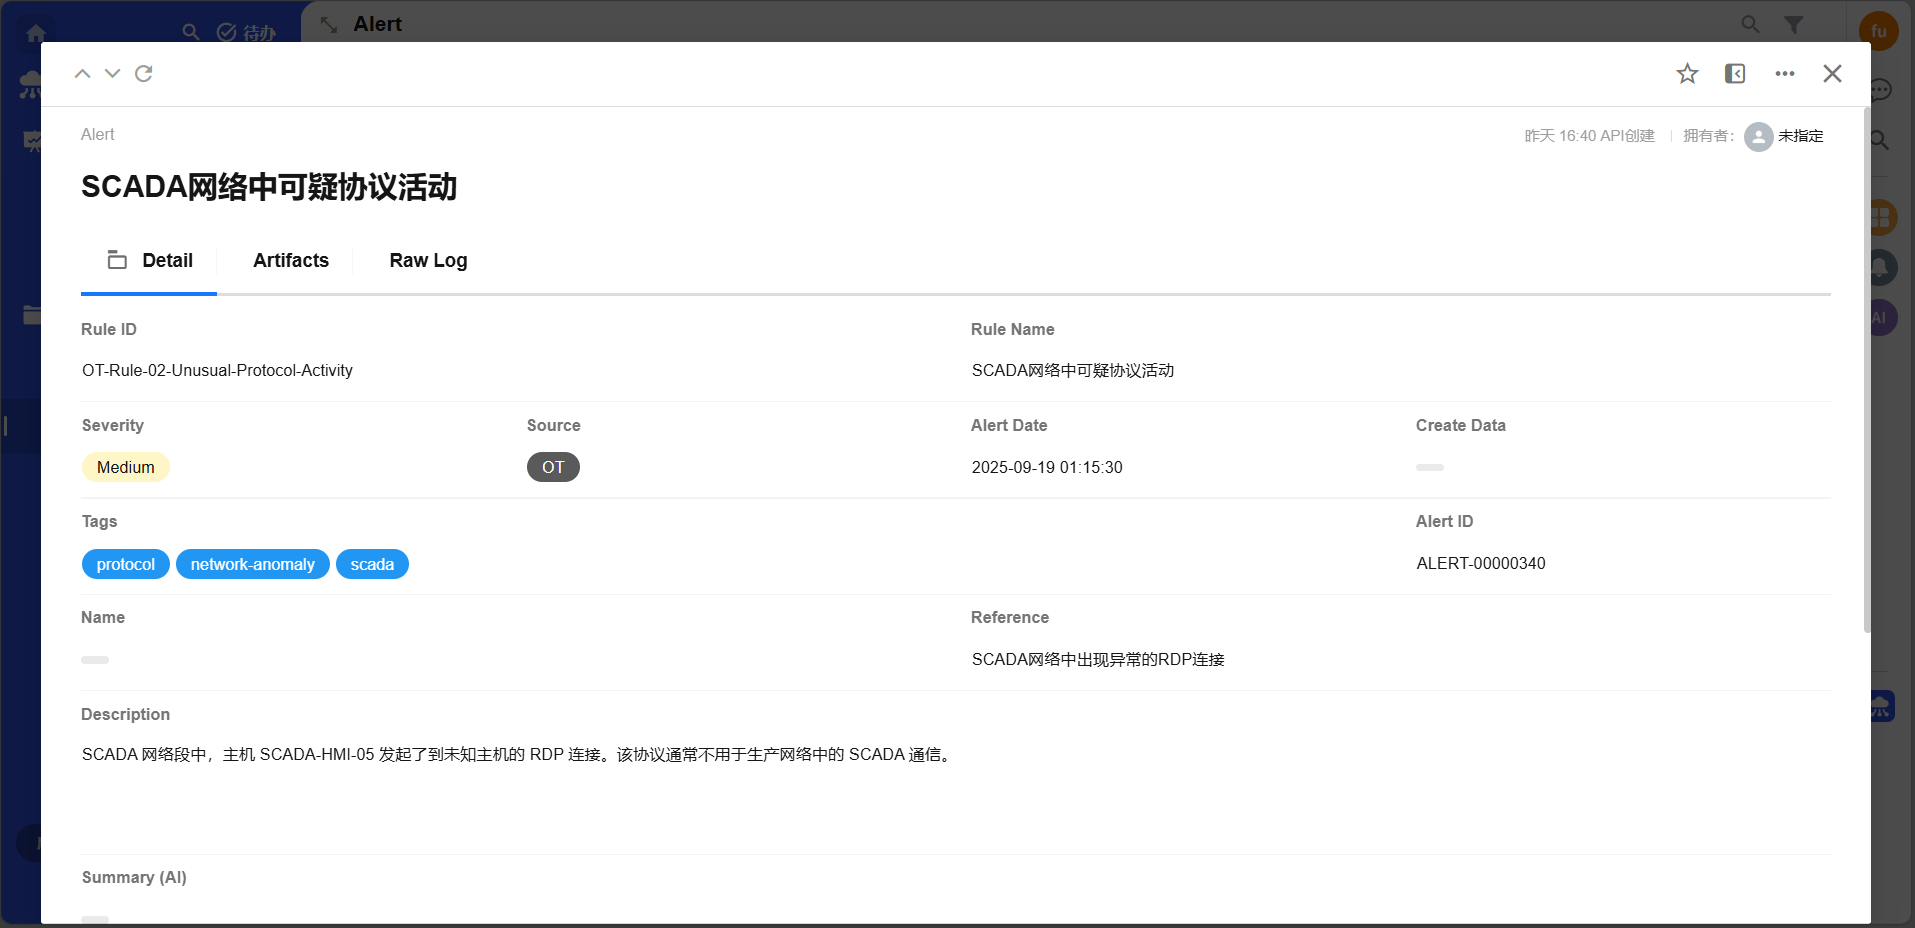 待办
Alert
fu
Alert
昨天 16:40 API创建
拥有者：
未指定
SCADA网络中可疑协议活动
Detail
Artifacts
Raw Log
AI
Rule ID
Rule Name
OT-Rule-02-Unusual-Protocol-Activity
SCADA网络中可疑协议活动
Severity
Source
Alert Date
Create Data
Medium
OT
2025-09-19 01:15:30
Tags
Alert ID
protocol
network-anomaly
scada
ALERT-00000340
Name
Reference
SCADA网络中出现异常的RDP连接
Description
SCADA 网络段中，主机 SCADA-HMI-05 发起了到未知主机的 RDP 连接。该协议通常不用于生产网络中的 SCADA 通信。
Summary (AI)